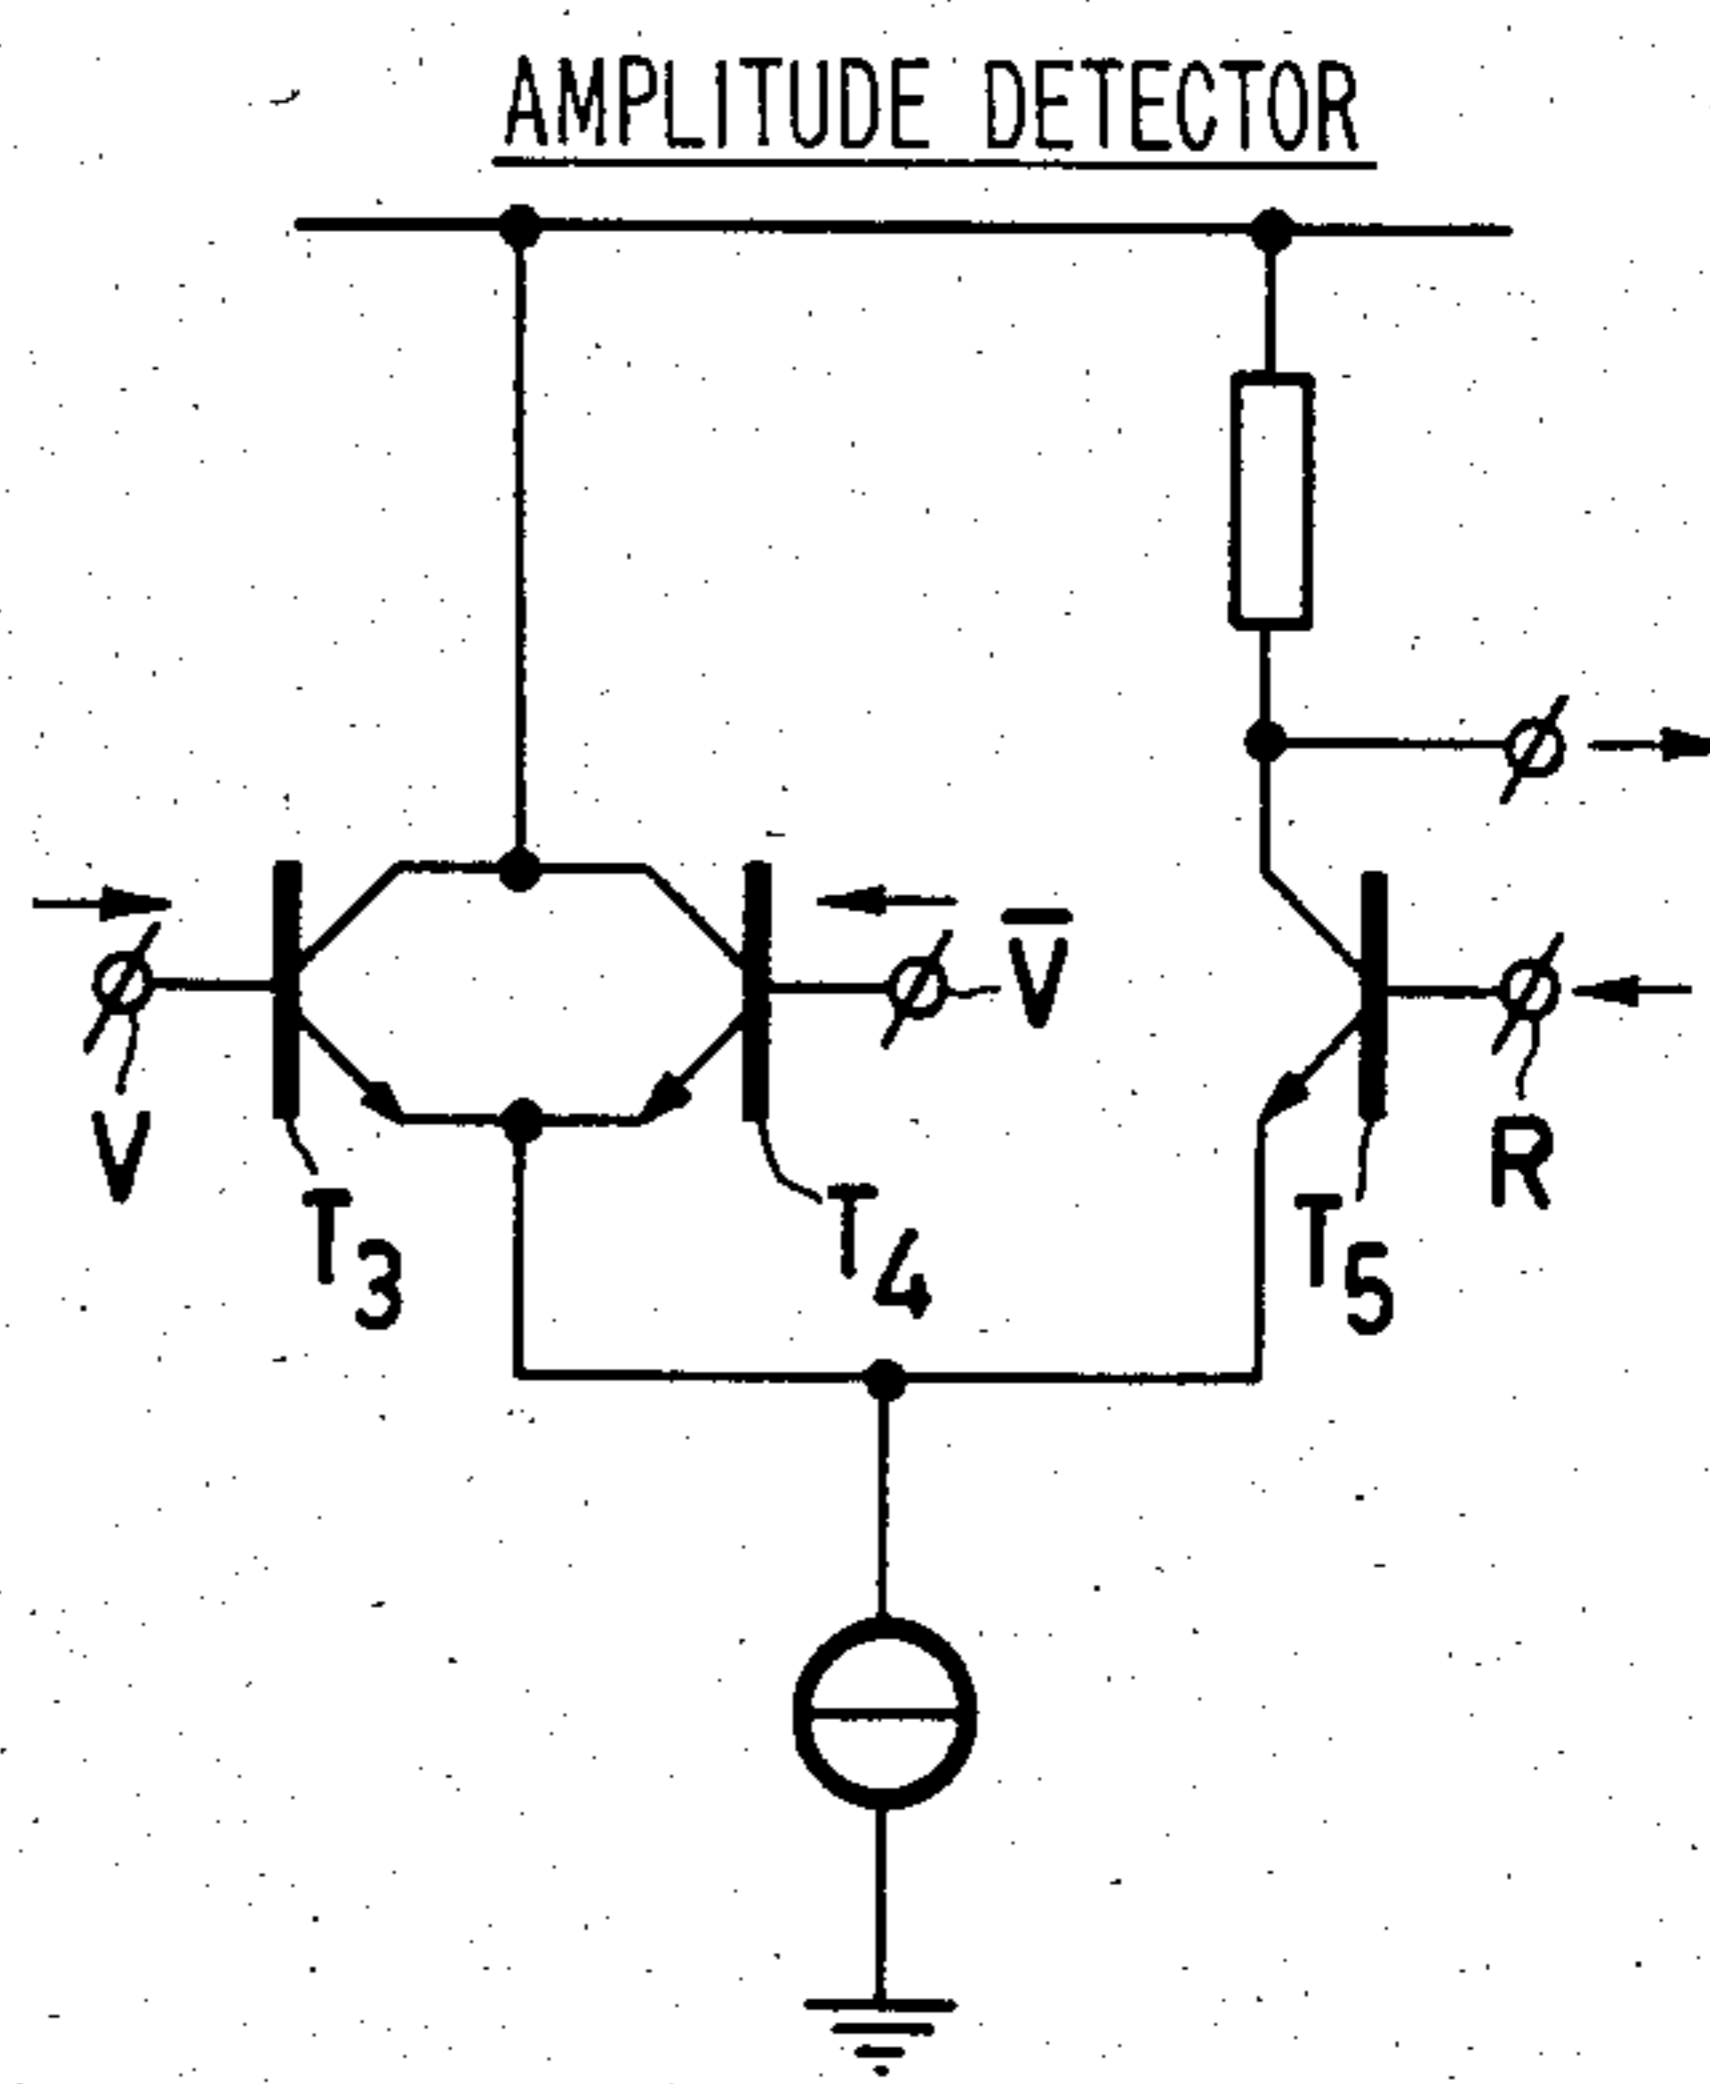 AMPLITUDE DETECTOR
V̅
V
R
T3
T4
T5